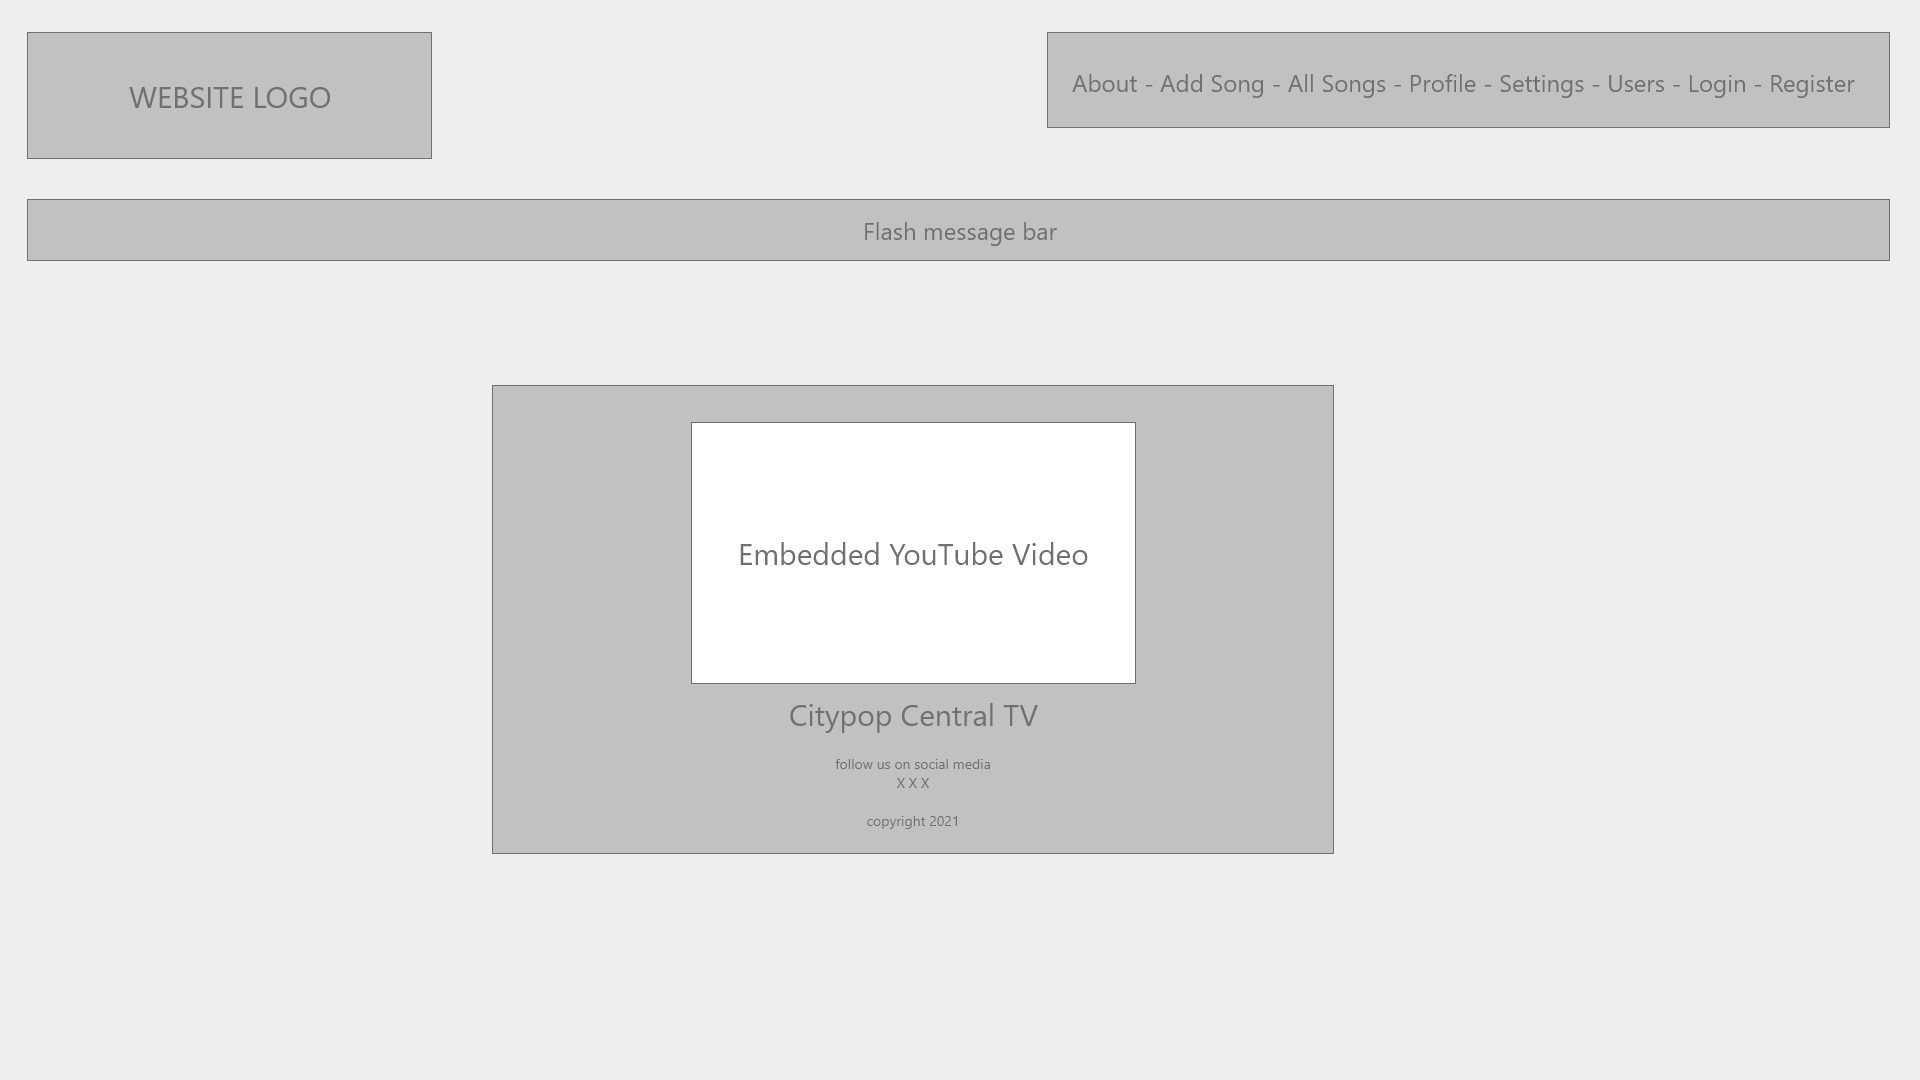 WEBSITE LOGO
About - Add Song - All Songs - Profile - Settings - Users - Login - Register
Flash message bar
Embedded YouTube Video
Citypop Central TV
follow us on social media
X X X
copyright 2021